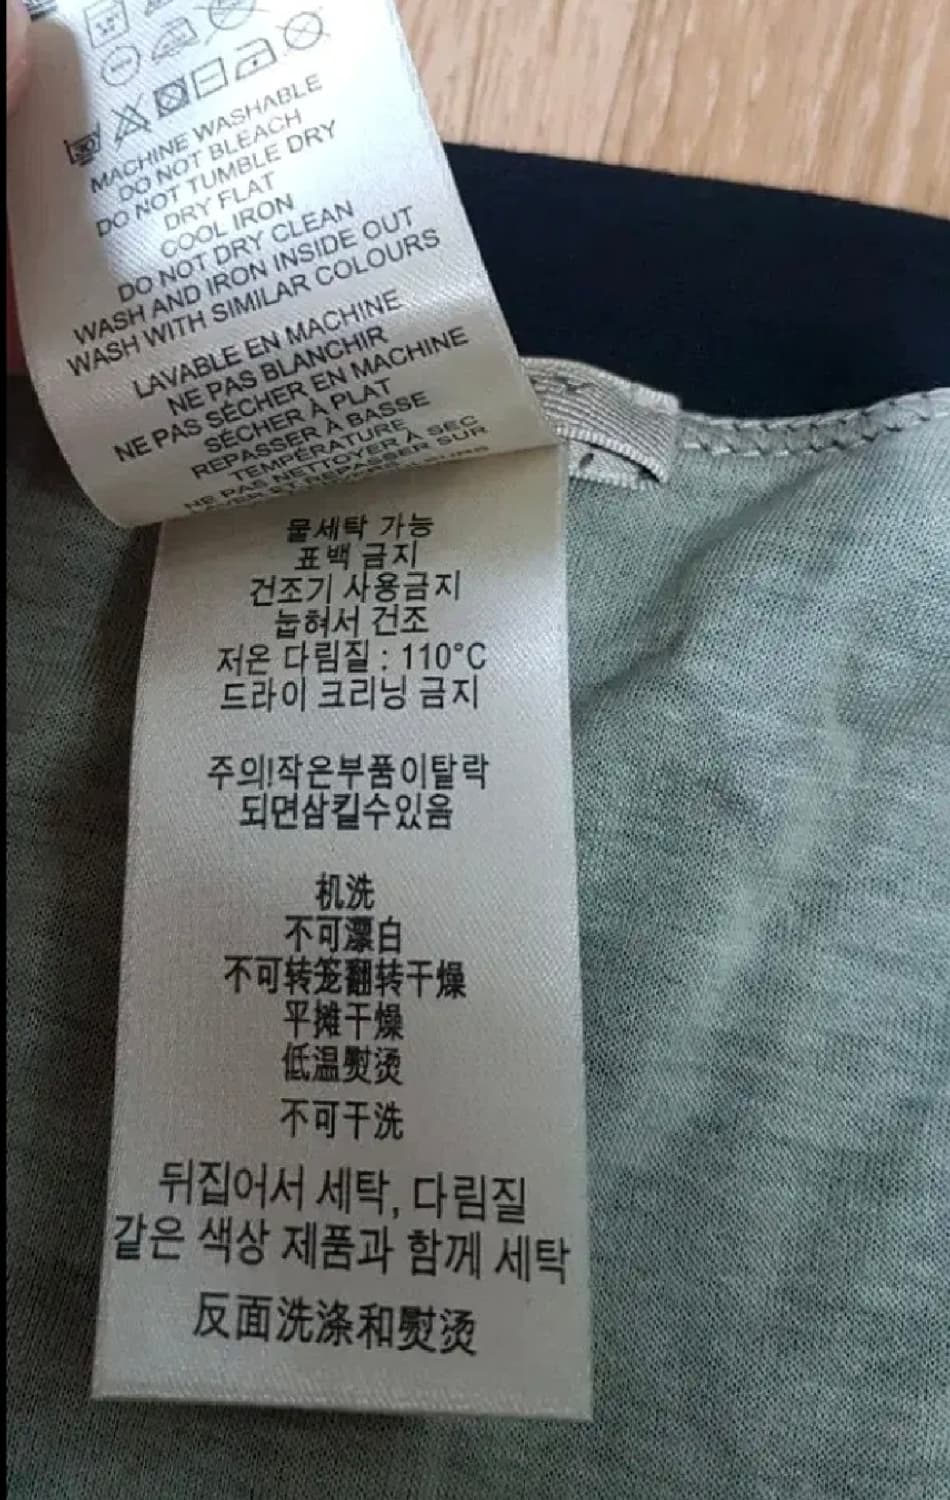 MACHINE WASHABLE
DO NOT BLEACH
DO NOT TUMBLE DRY
DRY FLAT
COOL IRON
DO NOT DRY CLEAN
WASH AND IRON INSIDE OUT
WASH WITH SIMILAR COLOURS
LAVABLE EN MACHINE
NE PAS BLANCHIR
NE PAS SÉCHER EN MACHINE
SÉCHER À PLAT
REPASSER À BASSE
TEMPÉRATURE
NE PAS NETTOYER À SEC
ET REPASSER SUR
물세탁 가능
표백 금지
건조기 사용금지
눕혀서 건조
저온 다림질 : 110°C
드라이 크리닝 금지
주의!작은부품이탈락
되면삼킬수있음
机洗
不可漂白
不可转笼翻转干燥
平摊干燥
低温熨烫
不可干洗
뒤집어서 세탁, 다림질
같은 색상 제품과 함께 세탁
反面洗涤和熨烫